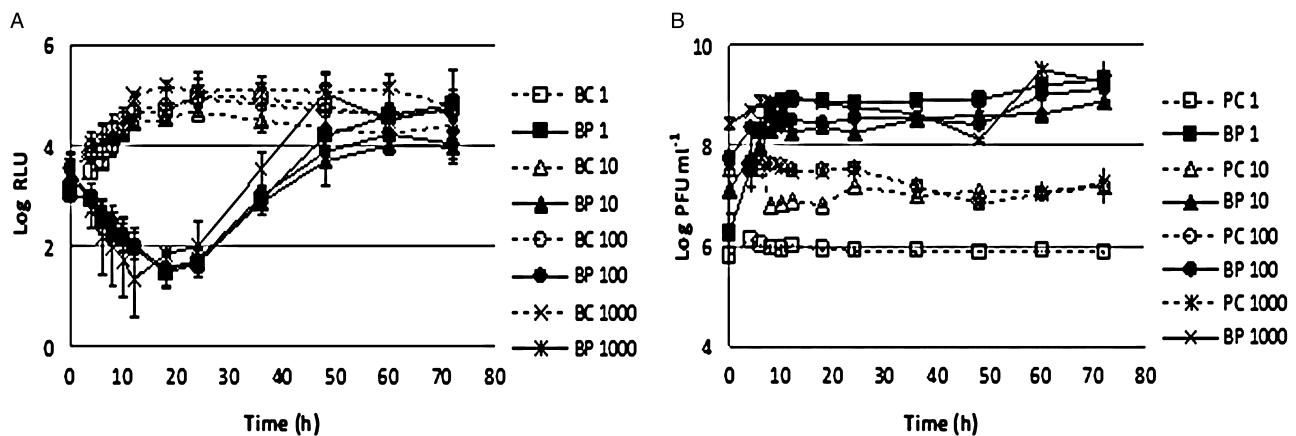 A
6
4
2
0
Log RLU
0 10 20 30 40 50 60 70 80
Time (h)
BC 1
BP 1
BC 10
BP 10
BC 100
BP 100
BC 1000
BP 1000
B
10
8
6
4
Log PFU ml-1
0 10 20 30 40 50 60 70 80
Time (h)
PC 1
BP 1
PC 10
BP 10
PC 100
BP 100
PC 1000
BP 1000